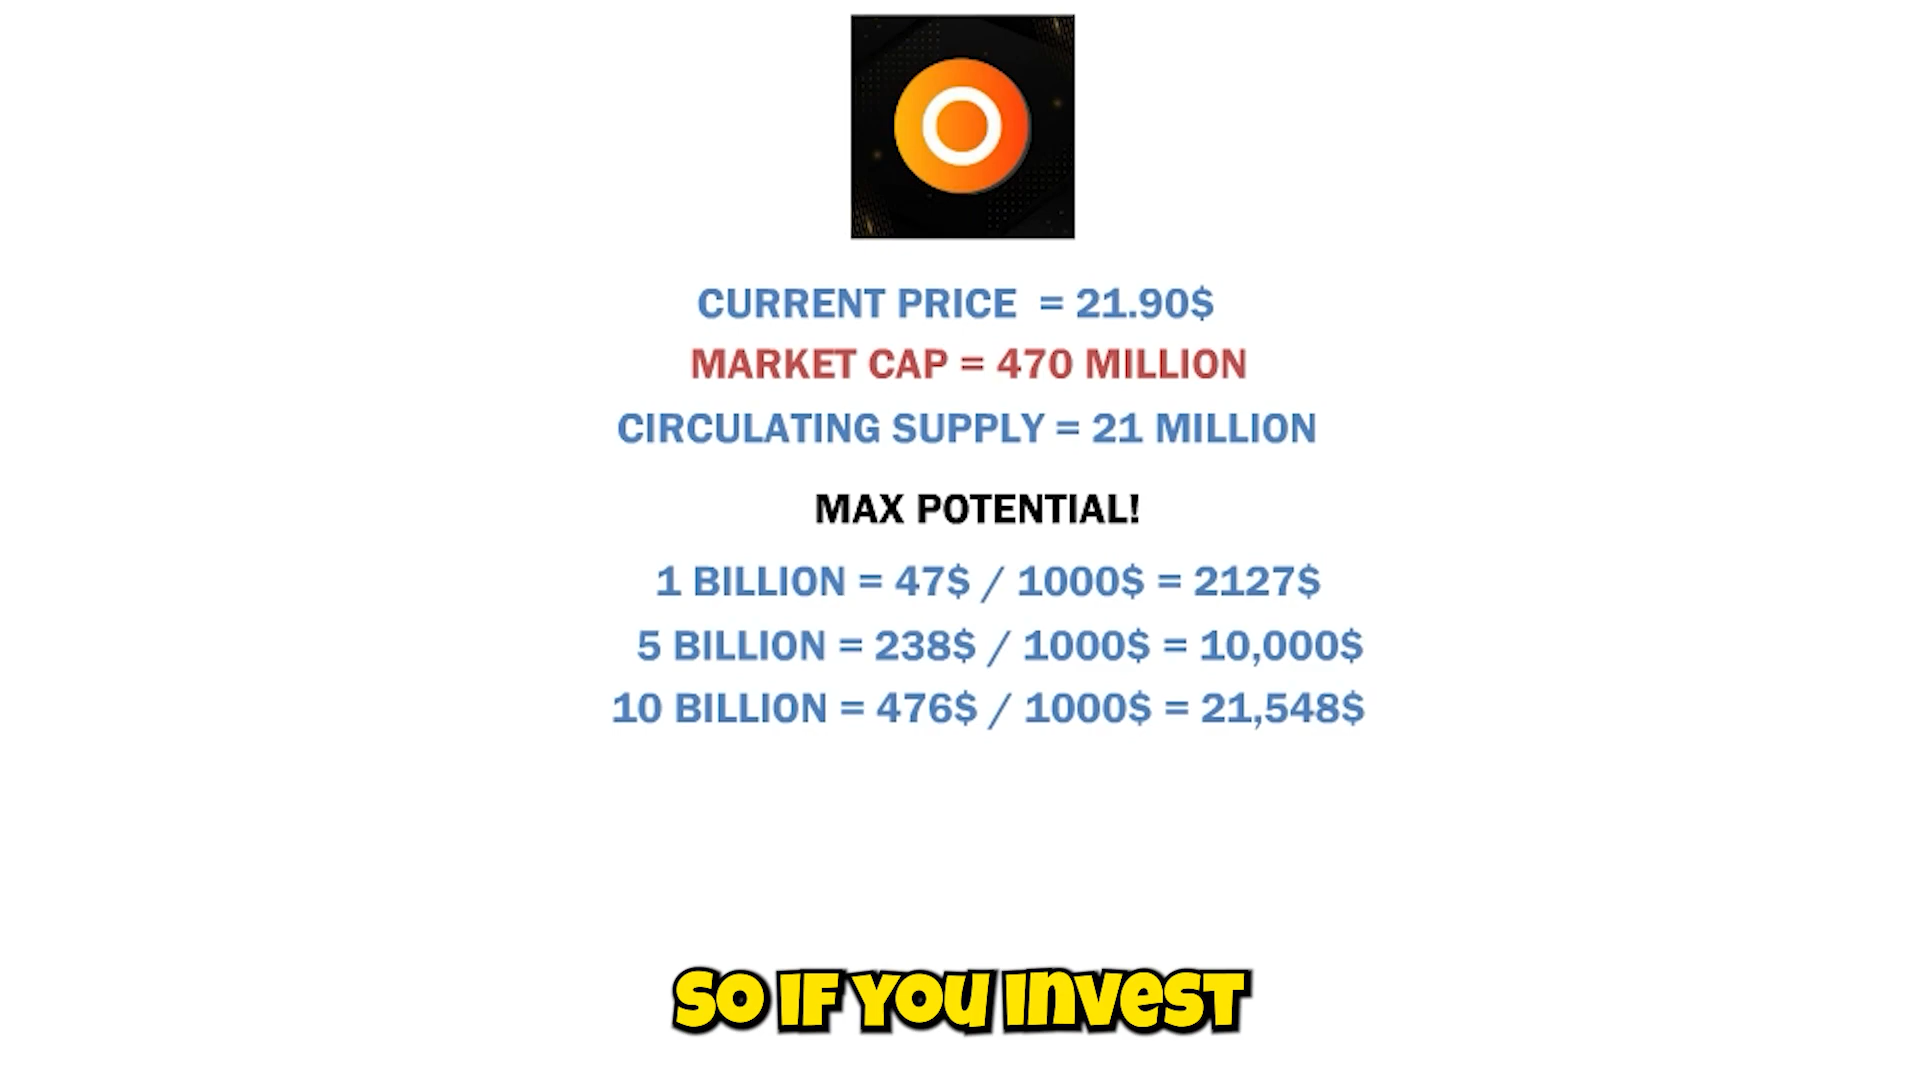 CURRENT PRICE = 21.90$
MARKET CAP = 470 MILLION
CIRCULATING SUPPLY = 21 MILLION
MAX POTENTIAL!
1 BILLION = 47$ / 1000$ = 2127$
5 BILLION = 238$ / 1000$ = 10,000$
10 BILLION = 476$ / 1000$ = 21,548$
SO IF YOU INVEST